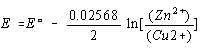 E = E° - 0.02568/2 ln[(Zn²⁺)/(Cu2+)]